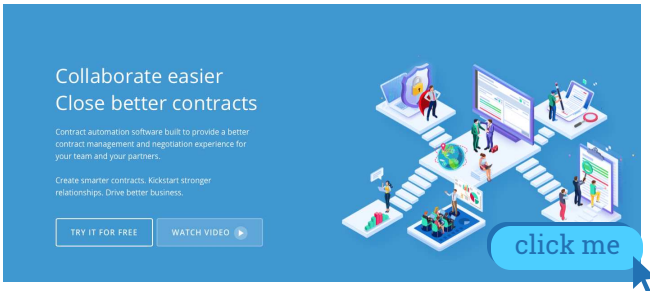 Collaborate easier
Close better contracts
Contract automation software built to provide a better
contract management and negotiation experience for
your team and your partners.
Create smarter contracts. Kickstart stronger
relationships. Drive better business.
TRY IT FOR FREE
WATCH VIDEO
click me